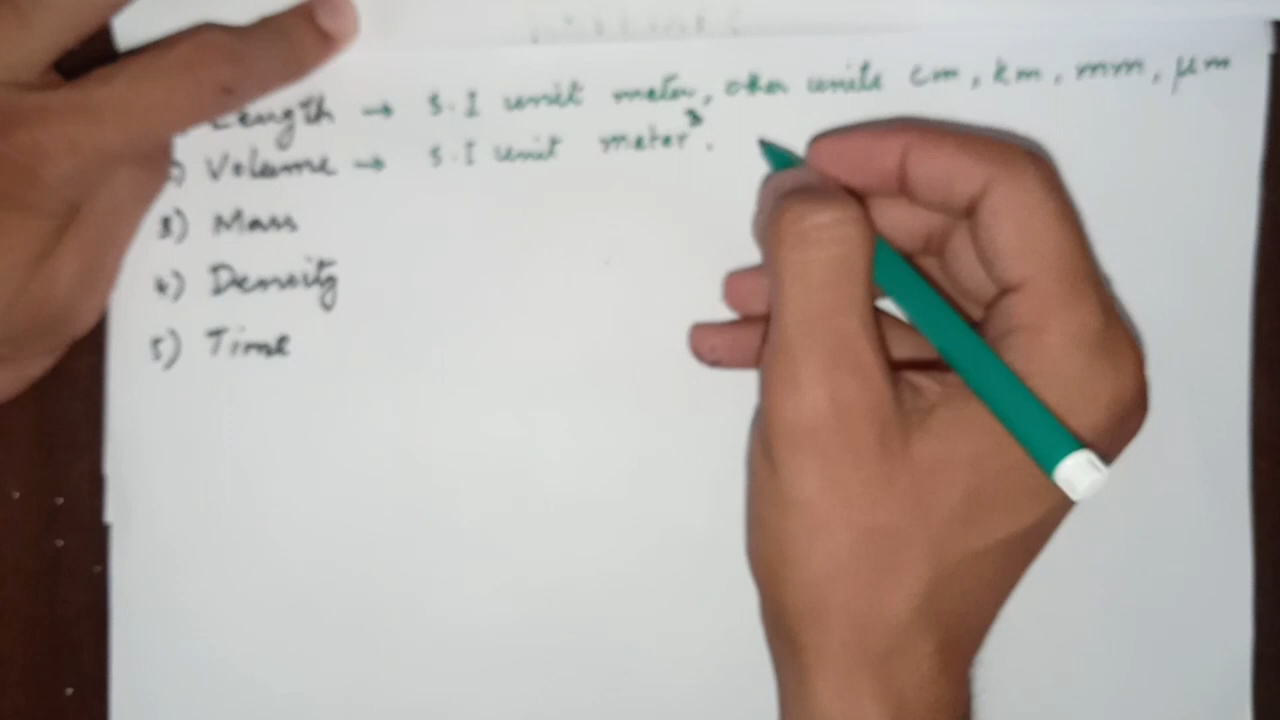 Length → S.I unit meter, other units cm, km, mm, μm
) Volume → S.I unit meter³.
3) Mass
4) Density
5) Time